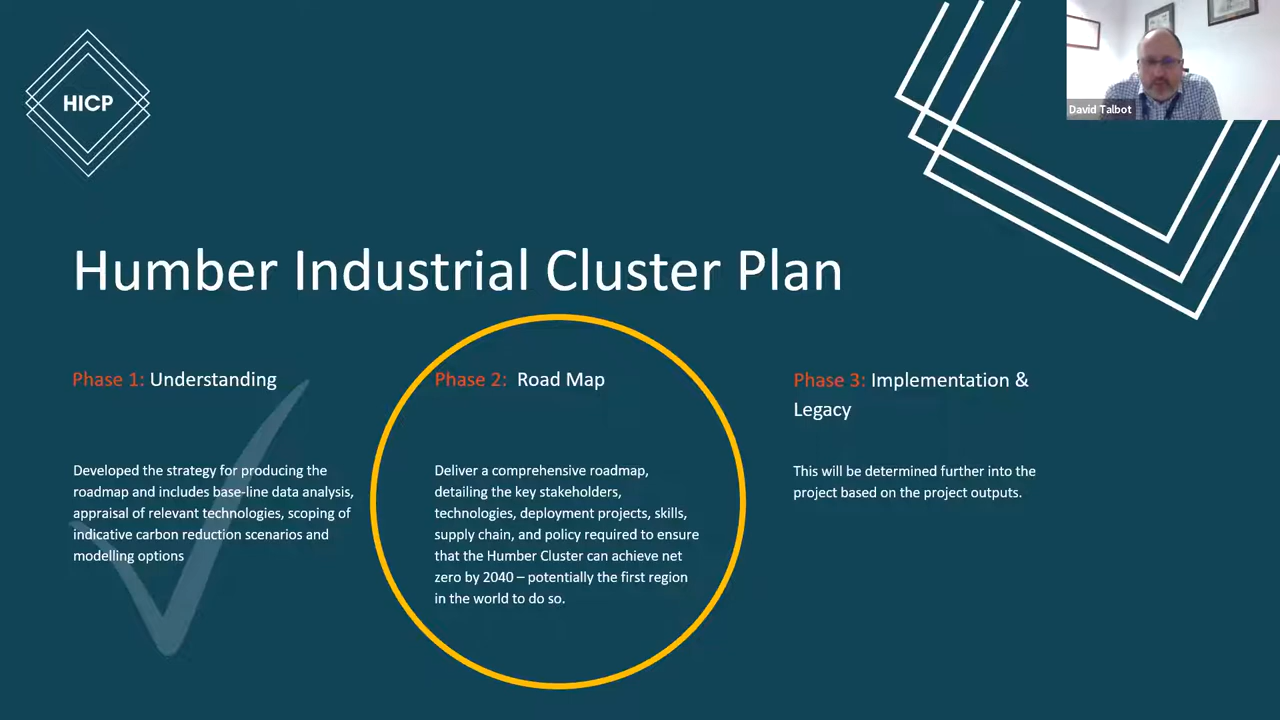 HICP
David Talbot
Humber Industrial Cluster Plan
Phase 1: Understanding
Developed the strategy for producing the
roadmap and includes base-line data analysis,
appraisal of relevant technologies, scoping of
indicative carbon reduction scenarios and
modelling options
Phase 2:  Road Map
Deliver a comprehensive roadmap,
detailing the key stakeholders,
technologies, deployment projects, skills,
supply chain, and policy required to ensure
that the Humber Cluster can achieve net
zero by 2040 – potentially the first region
in the world to do so.
Phase 3: Implementation &
Legacy
This will be determined further into the
project based on the project outputs.